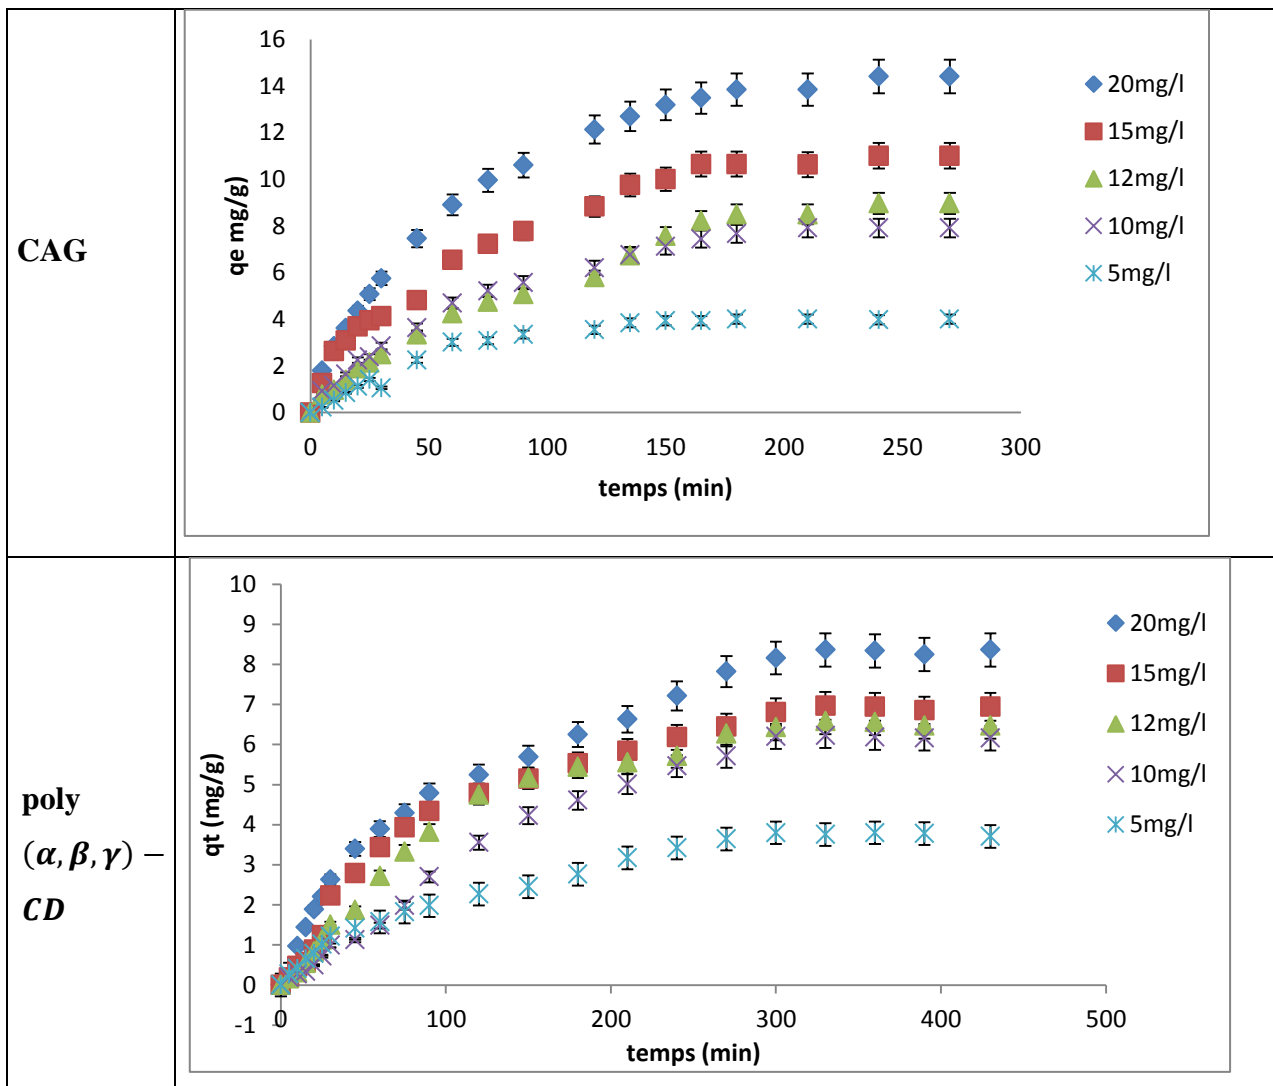 CAG
16
14
12
10
8
6
4
2
0
qe mg/g)
0 50 100 150 200 250 300
temps (min)
20mg/l
15mg/l
12mg/l
10mg/l
5mg/l
poly
(α, β, γ) −
CD
10
9
8
7
6
5
4
3
2
1
0
-1
qt (mg/g)
0 100 200 300 400 500
temps (min)
20mg/l
15mg/l
12mg/l
10mg/l
5mg/l